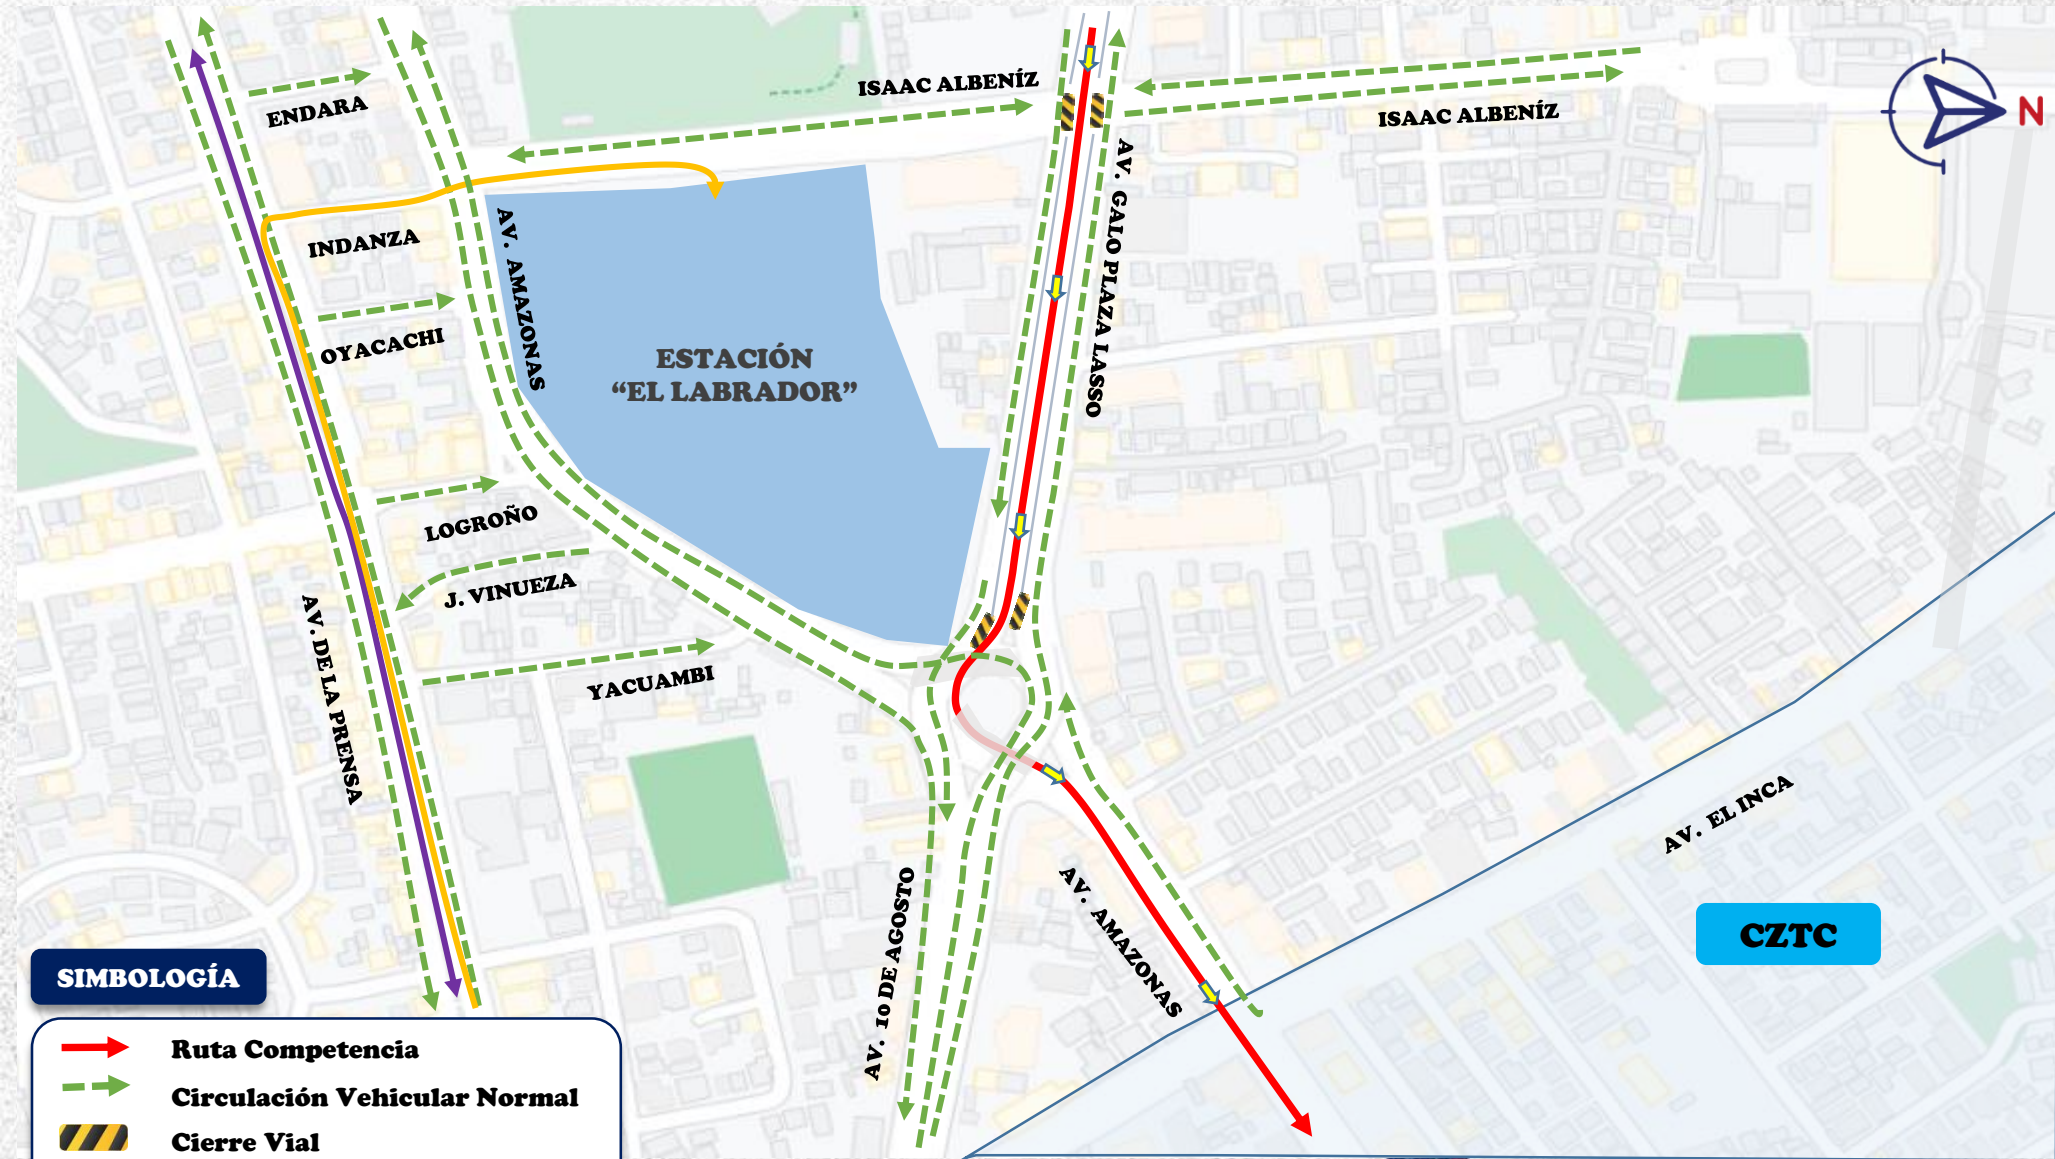 ENDARA
ISAAC ALBENÍZ
ISAAC ALBENÍZ
N
INDANZA
AV. AMAZONAS
AV. GALO PLAZA LASSO
OYACACHI
ESTACIÓN
“EL LABRADOR”
LOGROÑO
J. VINUEZA
AV. DE LA PRENSA
YACUAMBI
AV. EL INCA
AV. 10 DE AGOSTO
AV. AMAZONAS
CZTC
SIMBOLOGÍA
Ruta Competencia
Circulación Vehicular Normal
Cierre Vial